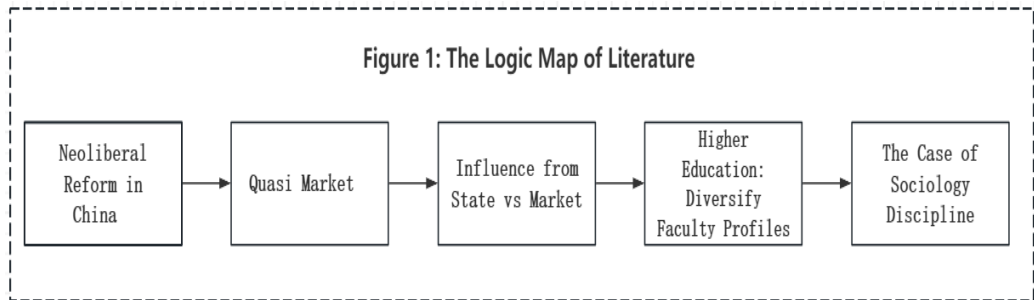 Figure 1: The Logic Map of Literature
Neoliberal
Reform in
China
Quasi Market
Influence from
State vs Market
Higher
Education:
Diversify
Faculty Profiles
The Case of
Sociology
Discipline